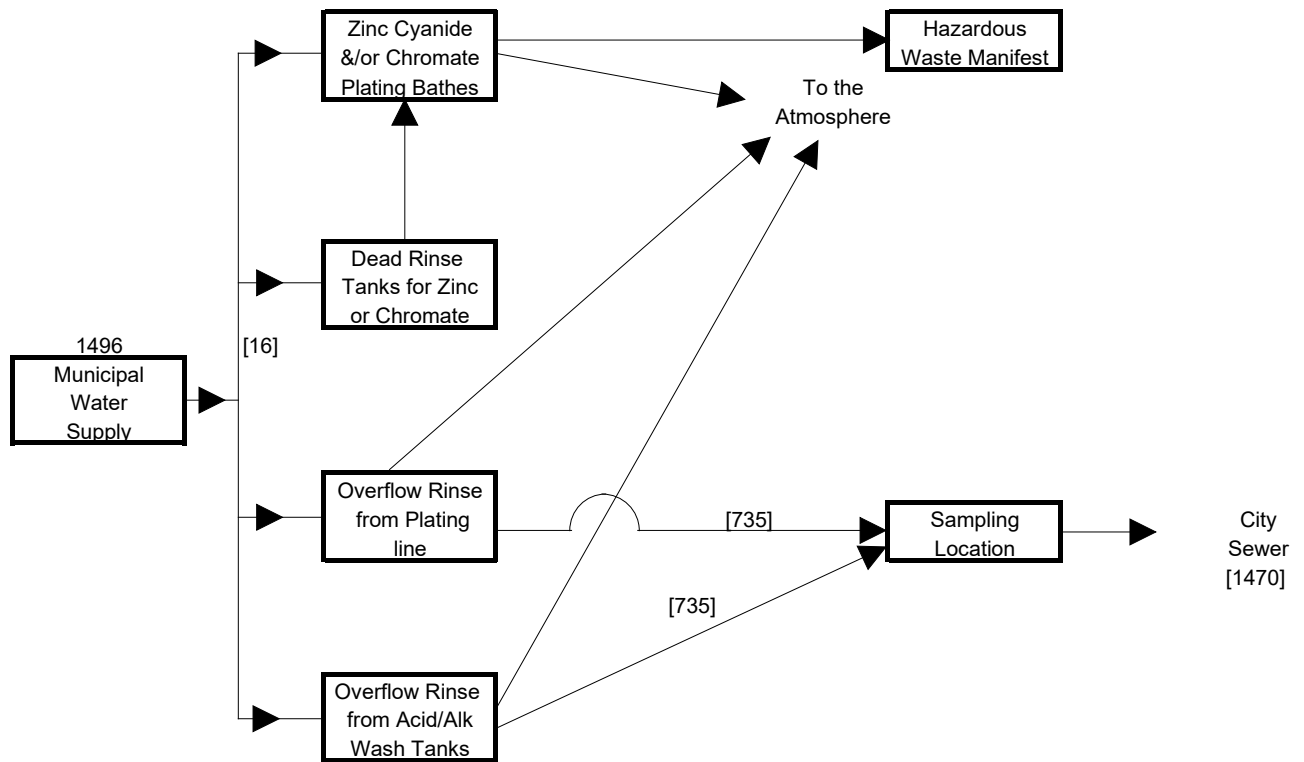 Zinc Cyanide
&/or Chromate
Plating Bathes
Hazardous
Waste Manifest
To the
Atmosphere
Dead Rinse
Tanks for Zinc
or Chromate
1496
[16]
Municipal
Water
Supply
Overflow Rinse
from Plating
line
[735]
Sampling
Location
City
Sewer
[1470]
[735]
Overflow Rinse
from Acid/Alk
Wash Tanks